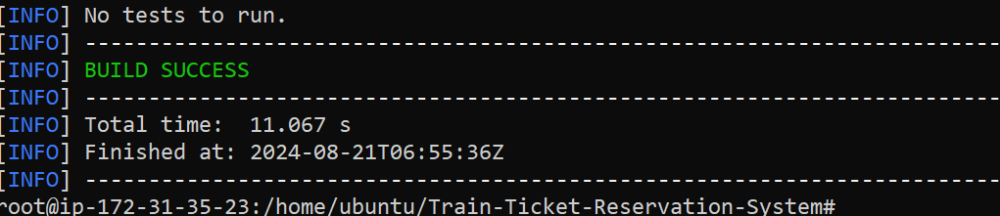 [INFO] No tests to run.
[INFO] ------------------------------------------------------------------------
[INFO] BUILD SUCCESS
[INFO] ------------------------------------------------------------------------
[INFO] Total time:  11.067 s
[INFO] Finished at: 2024-08-21T06:55:36Z
[INFO] ------------------------------------------------------------------------
root@ip-172-31-35-23:/home/ubuntu/Train-Ticket-Reservation-System#